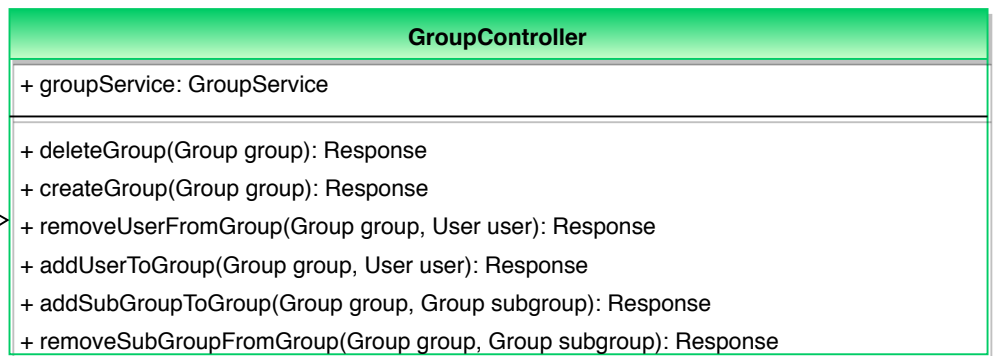 GroupController
+ groupService: GroupService
+ deleteGroup(Group group): Response
+ createGroup(Group group): Response
+ removeUserFromGroup(Group group, User user): Response
+ addUserToGroup(Group group, User user): Response
+ addSubGroupToGroup(Group group, Group subgroup): Response
+ removeSubGroupFromGroup(Group group, Group subgroup): Response